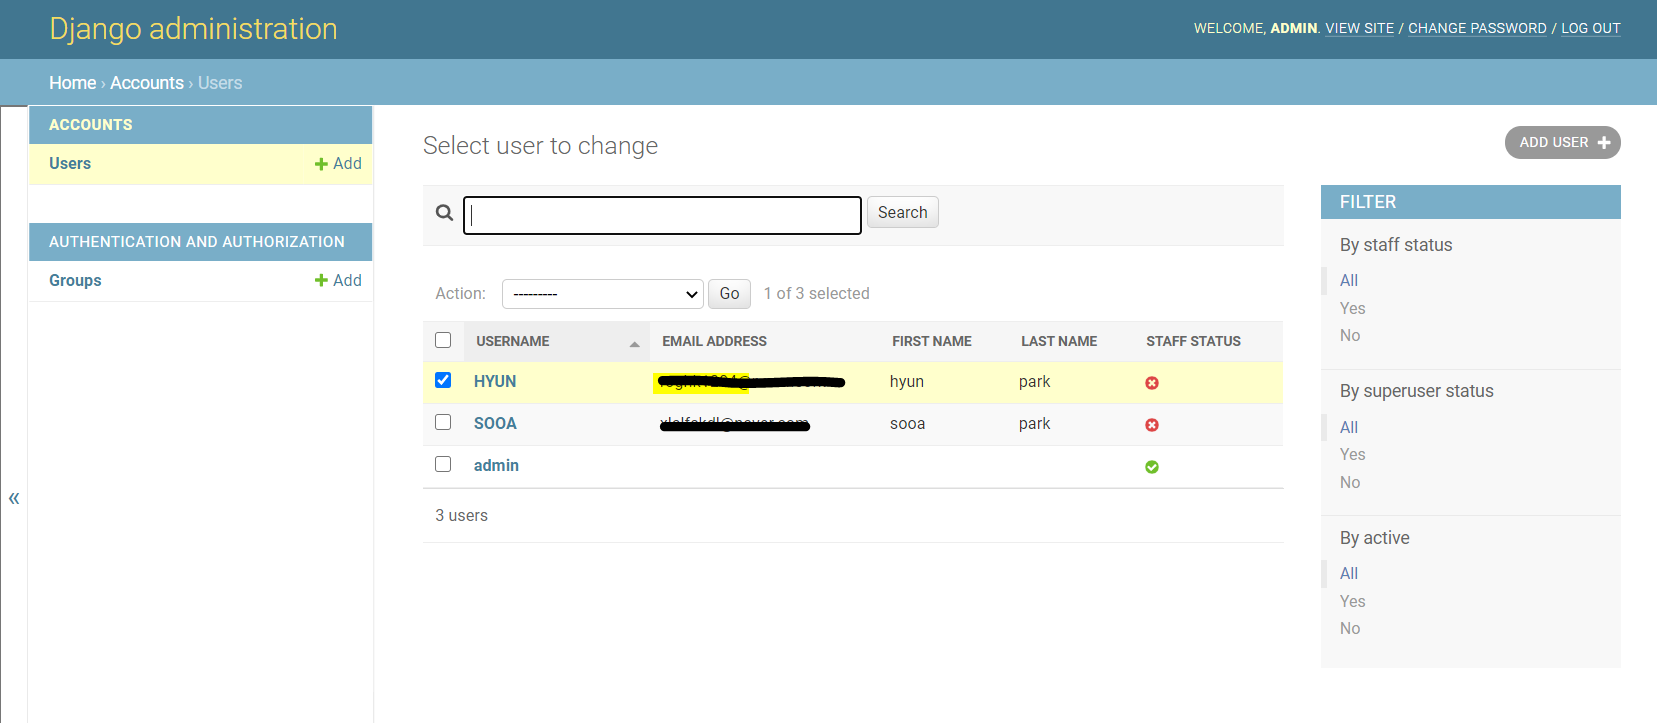 Django administration
WELCOME, ADMIN. VIEW SITE / CHANGE PASSWORD / LOG OUT
Home › Accounts › Users
ACCOUNTS
Users
Add
AUTHENTICATION AND AUTHORIZATION
Groups
Add
«
Select user to change
ADD USER
Search
Action:
---------
Go
1 of 3 selected
USERNAME EMAIL ADDRESS FIRST NAME LAST NAME STAFF STATUS
HYUN hyun park
SOOA sooa park
admin
3 users
FILTER
By staff status
All
Yes
No
By superuser status
All
Yes
No
By active
All
Yes
No